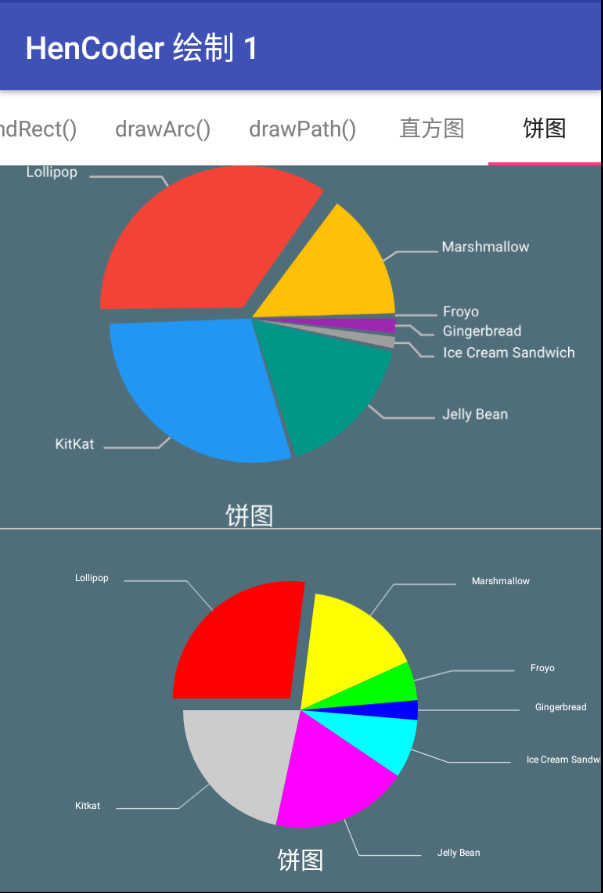 HenCoder 绘制 1
ndRect() drawArc() drawPath() 直方图 饼图
Lollipop
Marshmallow
Froyo
Gingerbread
Ice Cream Sandwich
Jelly Bean
KitKat
饼图
Lollipop
Marshmallow
Froyo
Gingerbread
Ice Cream Sandw
Kitkat
Jelly Bean
饼图